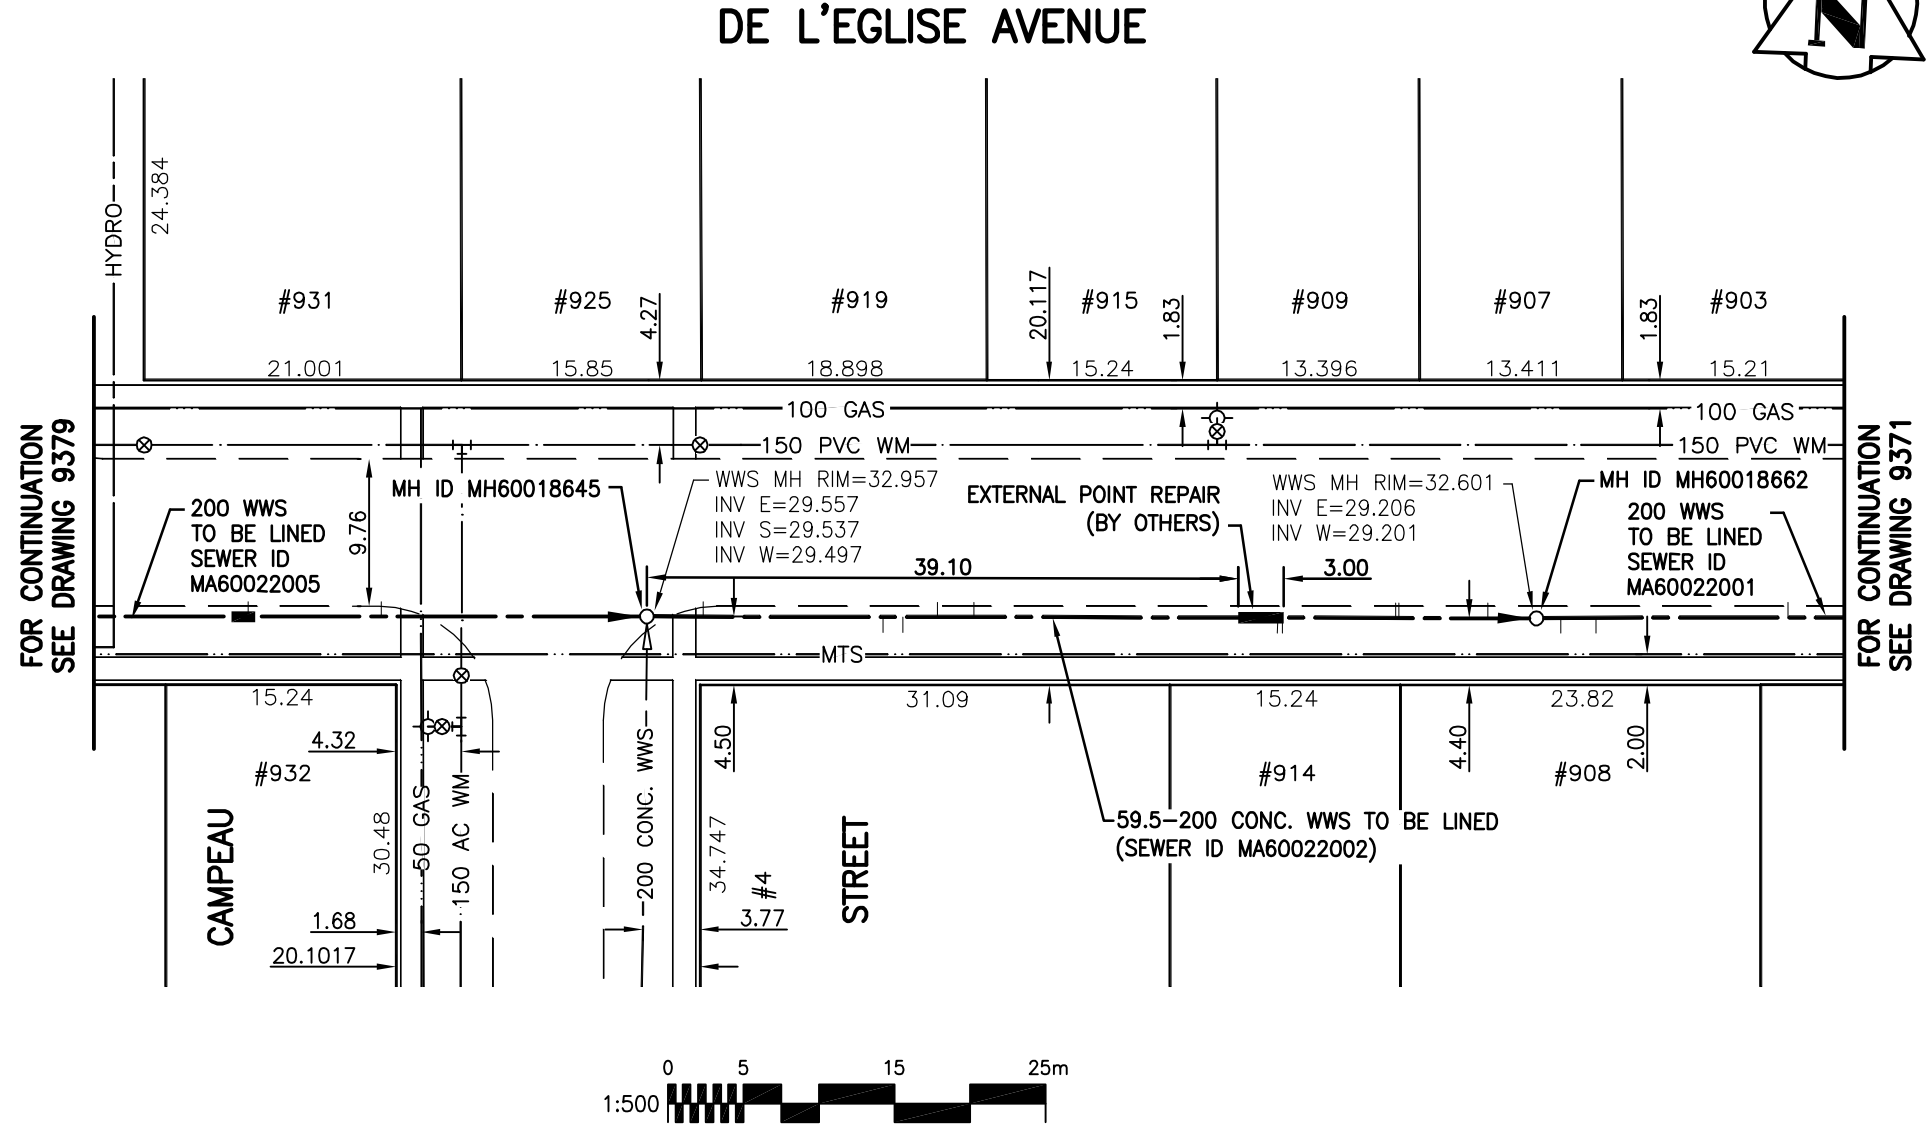 DE L'EGLISE AVENUE
N
HYDRO
24.384
#931
#925
4.27
#919
20.117
#915
1.83
#909
#907
1.83
#903
21.001
15.85
18.898
15.24
13.396
13.411
15.21
100 GAS
100 GAS
150 PVC WM
150 PVC WM
FOR CONTINUATION
SEE DRAWING 9379
FOR CONTINUATION
SEE DRAWING 9371
200 WWS
TO BE LINED
SEWER ID
MA60022005
9.76
MH ID MH60018645
WWS MH RIM=32.957
INV E=29.557
INV S=29.537
INV W=29.497
EXTERNAL POINT REPAIR
(BY OTHERS)
WWS MH RIM=32.601
INV E=29.206
INV W=29.201
MH ID MH60018662
200 WWS
TO BE LINED
SEWER ID
MA60022001
39.10
3.00
MTS
15.24
31.09
15.24
23.82
4.32
#932
4.50
4.40
#914
#908
2.00
CAMPEAU
30.48
50 GAS
150 AC WM
200 CONC. WWS
34.747
#4
STREET
59.5-200 CONC. WWS TO BE LINED
(SEWER ID MA60022002)
1.68
3.77
20.1017
0 5 15 25m
1:500